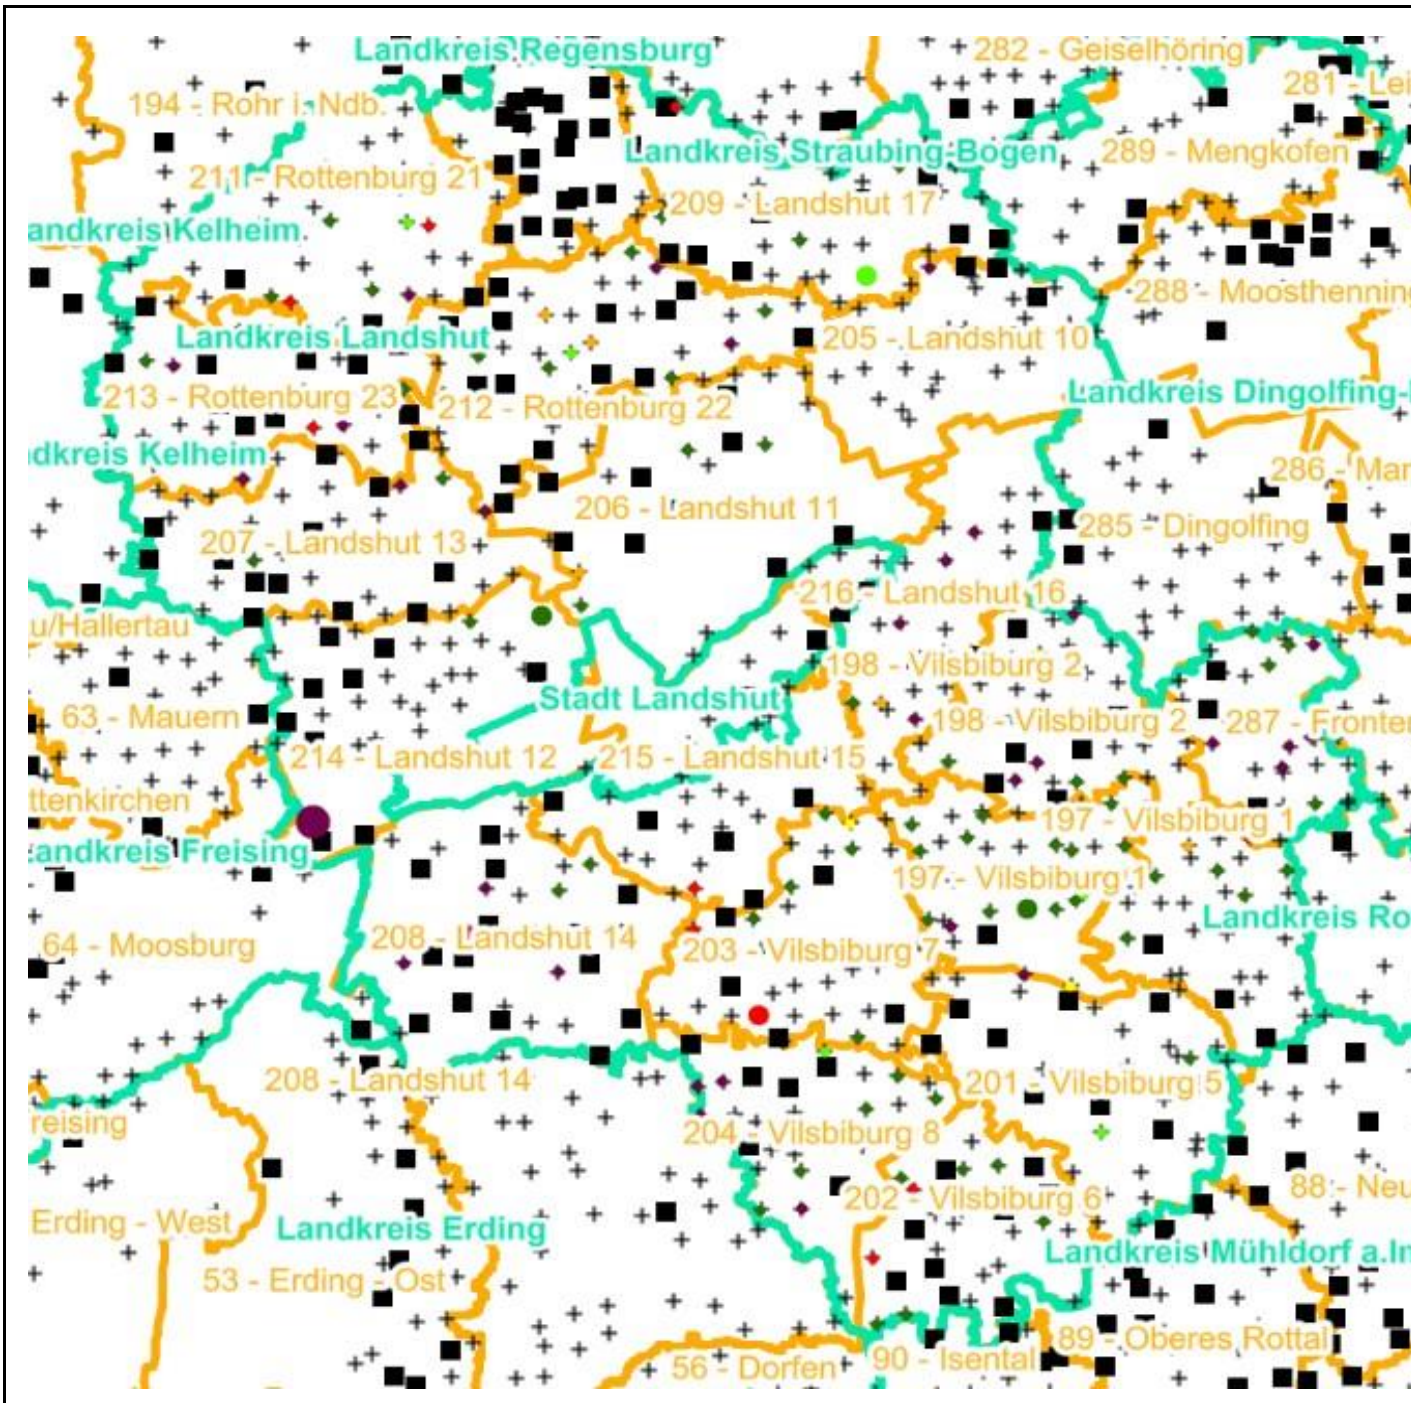 Landkreis Regensburg
282 - Geiselhöring
281 - Lei
194 - Rohr i. Ndb.
Landkreis Straubing-Bogen
289 - Mengkofen
211 - Rottenburg 21
209 - Landshut 17
andkreis Kelheim
288 - Moosthenning
Landkreis Landshut
205 - Landshut 10
Landkreis Dingolfing-
213 - Rottenburg 23
212 - Rottenburg 22
ndkreis Kelheim
286 - Mar
206 - Landshut 11
285 - Dingolfing
207 - Landshut 13
216 - Landshut 16
u/Hallertau
198 - Vilsbiburg 2
Stadt Landshut
63 - Mauern
198 - Vilsbiburg 2
287 - Fronten
214 - Landshut 12
215 - Landshut 15
ttenkirchen
197 - Vilsbiburg 1
Landkreis Freising
197 - Vilsbiburg 1
Landkreis Ro
64 - Moosburg
208 - Landshut 14
203 - Vilsbiburg 7
208 - Landshut 14
201 - Vilsbiburg 5
reising
204 - Vilsbiburg 8
88 - Neu
202 - Vilsbiburg 6
Erding - West
Landkreis Erding
Landkreis Mühldorf a.In
53 - Erding - Ost
89 - Oberes Rottal
90 - Isental
56 - Dorfen